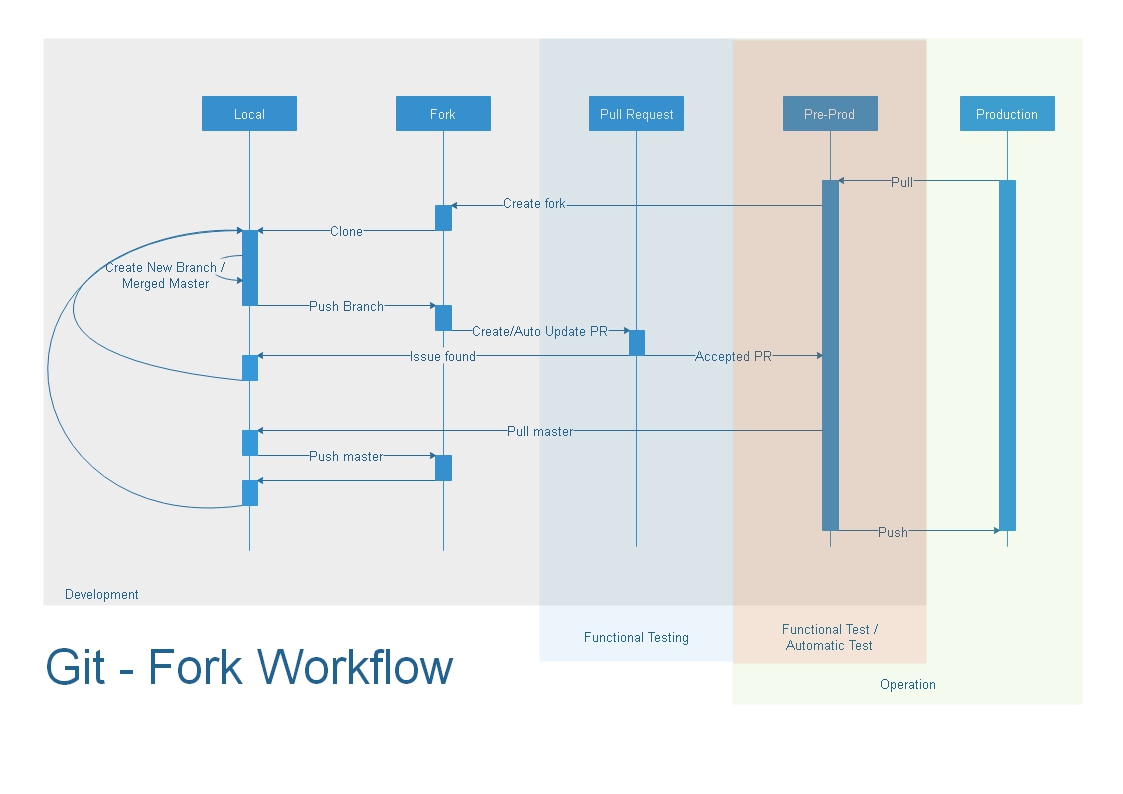 Local
Fork
Pull Request
Pre-Prod
Production
Pull
Create fork
Clone
Create New Branch /
Merged Master
Push Branch
Create/Auto Update PR
Issue found
Accepted PR
Pull master
Push master
Push
Development
Functional Testing
Functional Test /
Automatic Test
Operation
Git - Fork Workflow